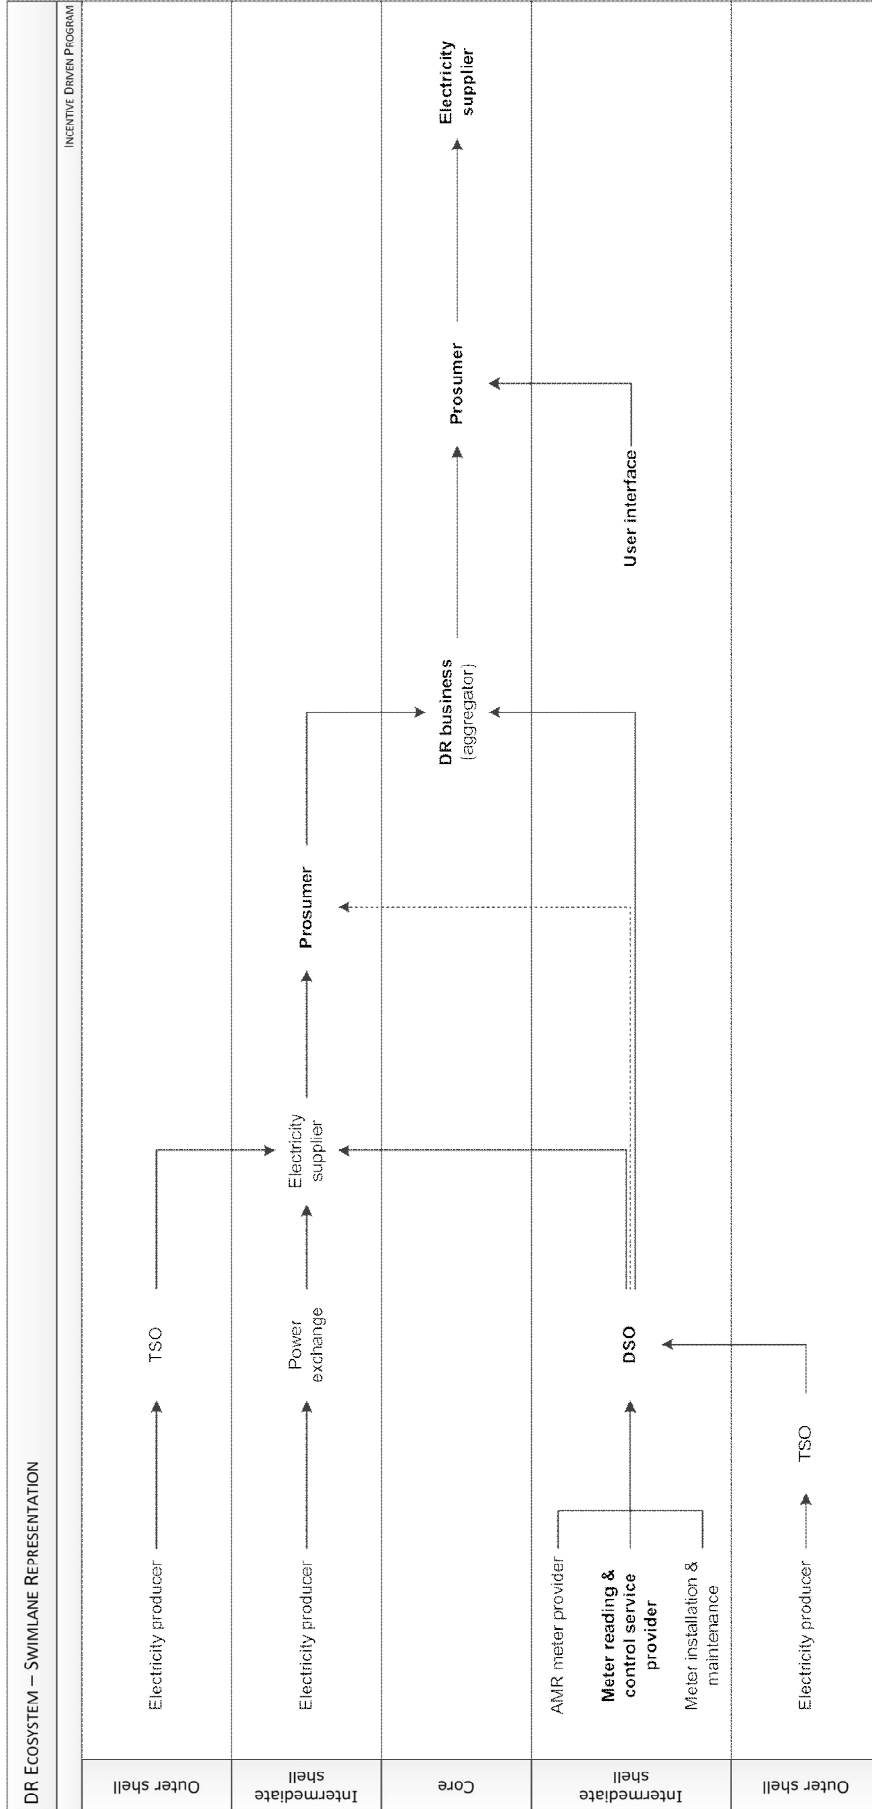 DR ECOSYSTEM – SWIMLANE REPRESENTATION
INCENTIVE DRIVEN PROGRAM
Outer shell
Electricity producer
TSO
Intermediate
shell
Electricity producer
Power
exchange
Electricity
supplier
Prosumer
Core
DR business
(aggregator)
Prosumer
Electricity
supplier
Intermediate
shell
AMR meter provider
Meter reading &
control service
provider
Meter installation &
maintenance
DSO
User interface
Outer shell
Electricity producer
TSO